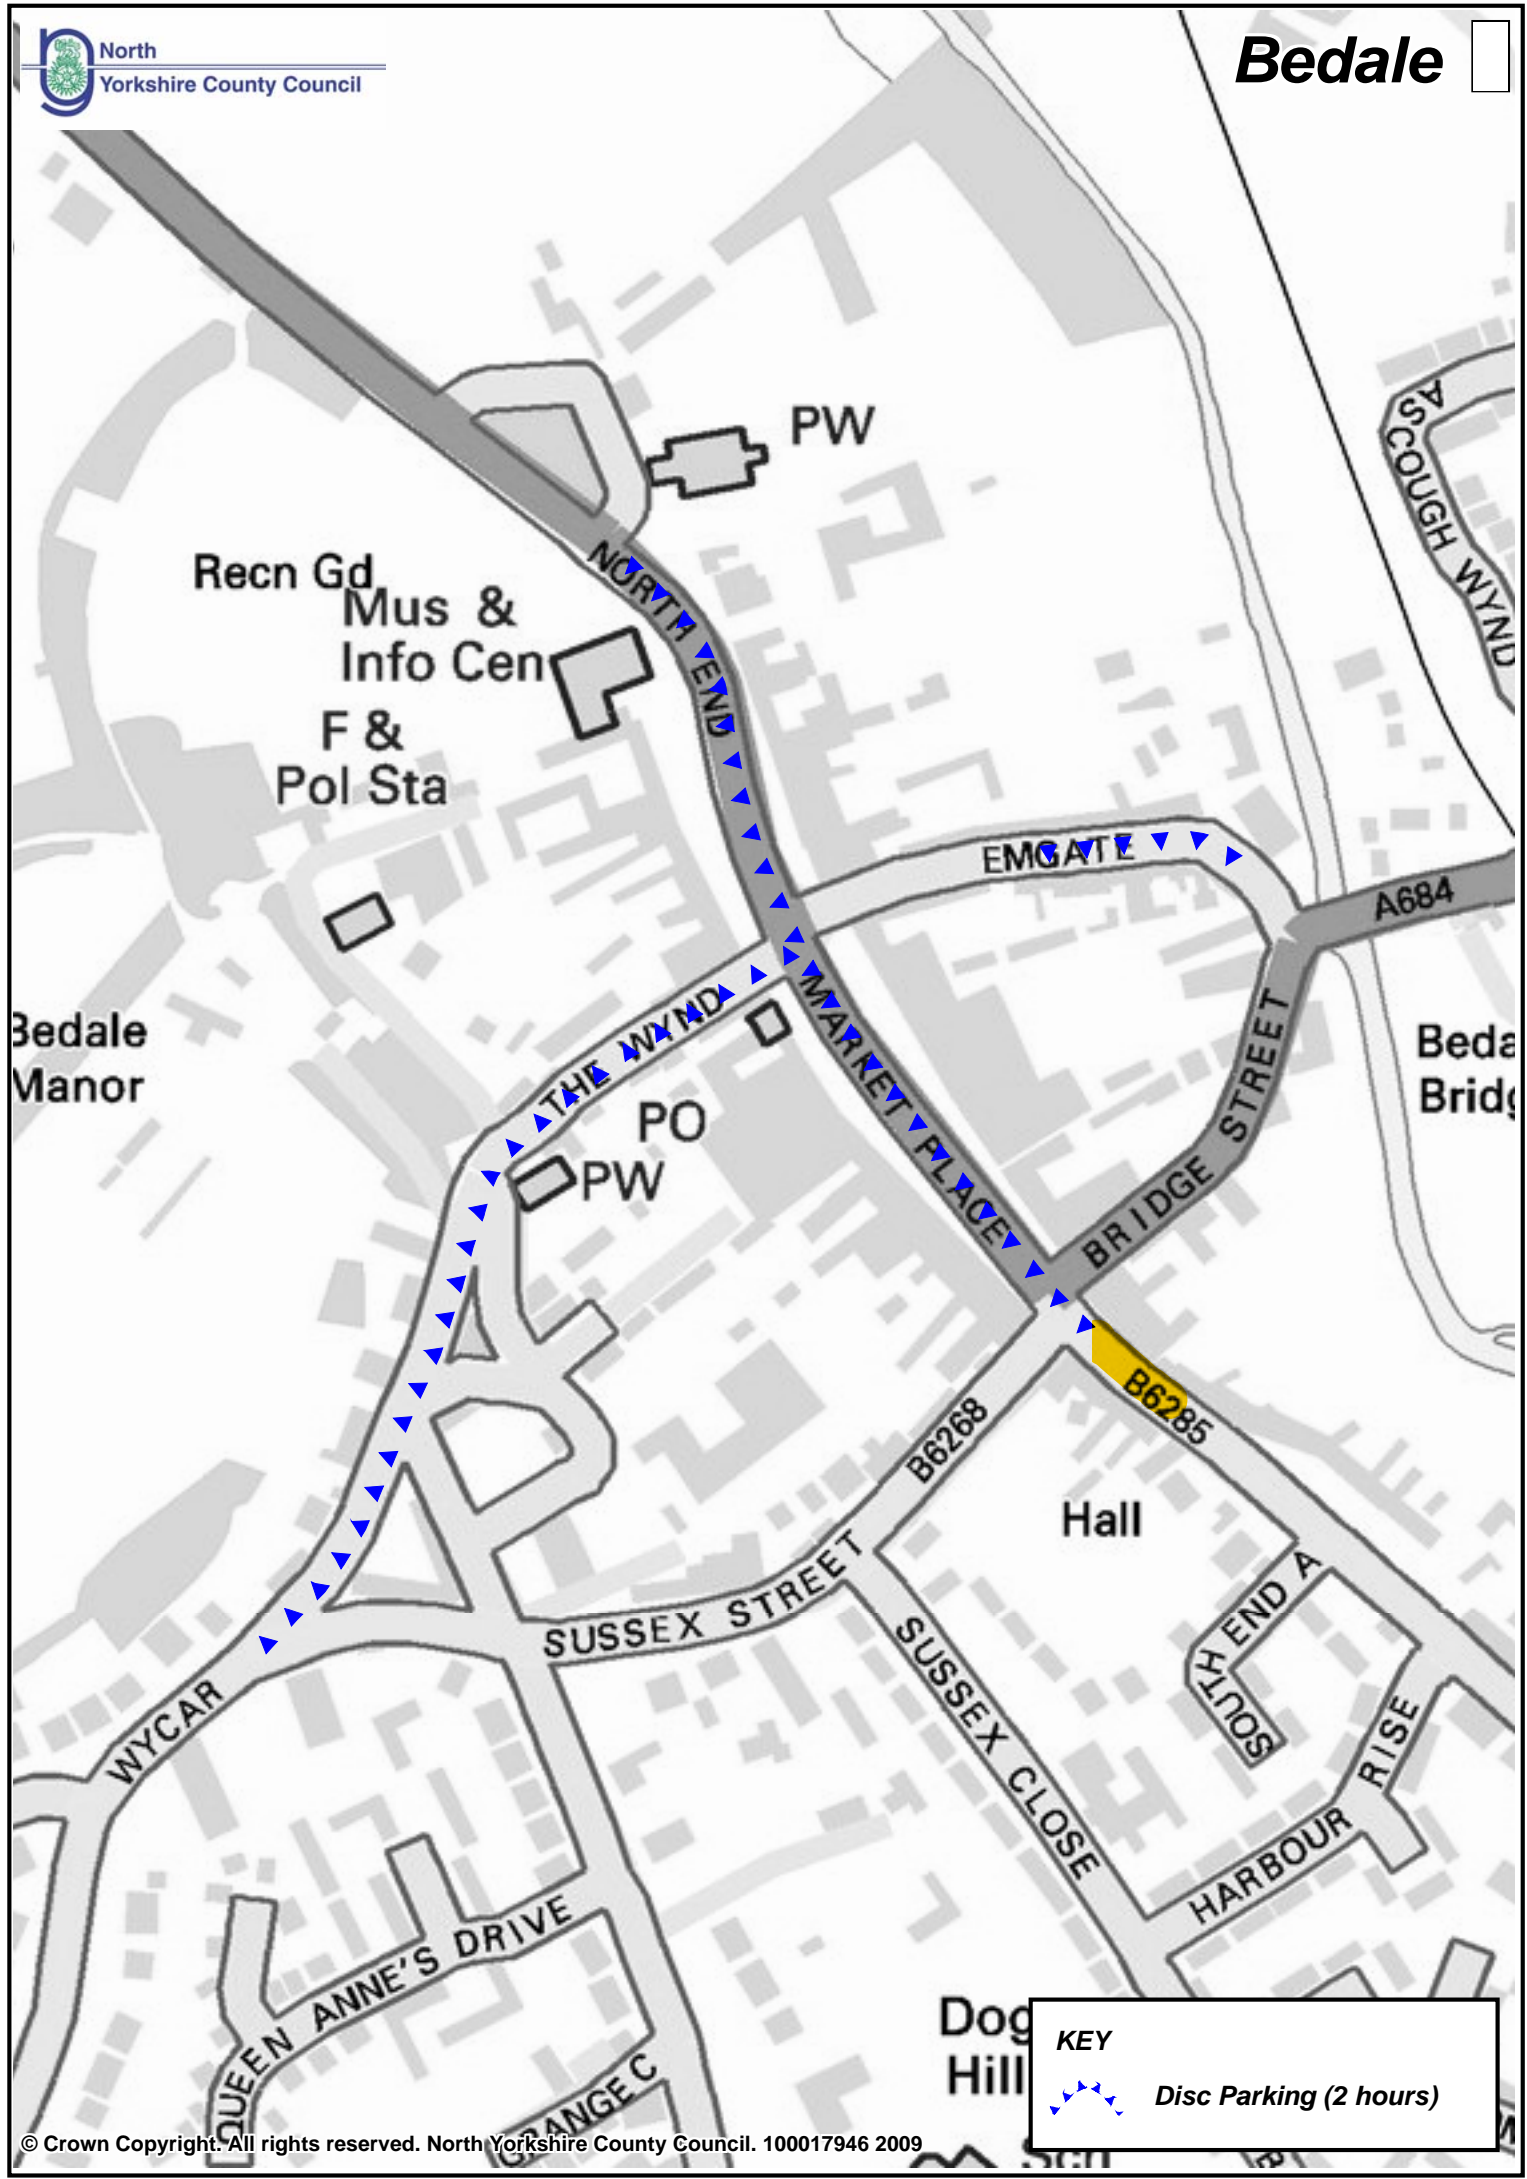 North
Yorkshire County Council
Bedale
PW
ASCOUGH WYND
Recn Gd
NORTH END
Mus &
Info Cen
F &
Pol Sta
EMGATE
A684
Bedale
Manor
THE WYND
MARKET PLACE
BRIDGE STREET
PO
PW
B6285
B6268
Hall
SUSSEX STREET
SUSSEX CLOSE
SOUTH END A
WYCAR
HARBOUR RISE
QUEEN ANNE'S DRIVE
GRANGE C
Dog
Hill
KEY
Disc Parking (2 hours)
Sch
© Crown Copyright. All rights reserved. North Yorkshire County Council. 100017946 2009